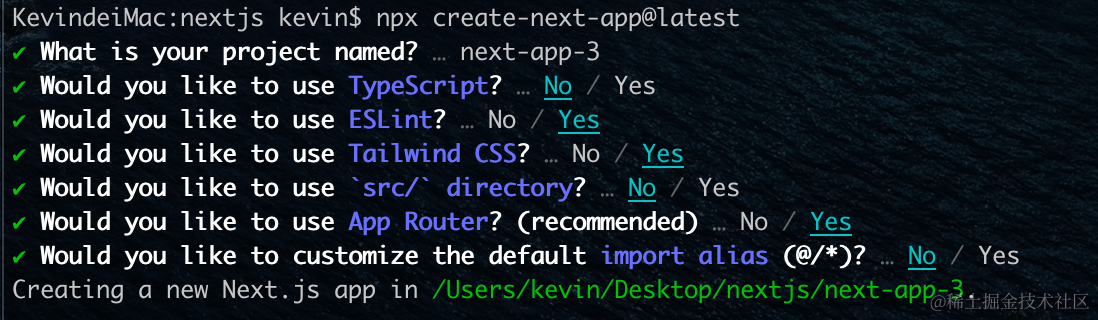 KevindeiMac:nextjs kevin$ npx create-next-app@latest
✔ What is your project named? … next-app-3
✔ Would you like to use TypeScript? … No / Yes
✔ Would you like to use ESLint? … No / Yes
✔ Would you like to use Tailwind CSS? … No / Yes
✔ Would you like to use `src/` directory? … No / Yes
✔ Would you like to use App Router? (recommended) … No / Yes
✔ Would you like to customize the default import alias (@/*)? … No / Yes
Creating a new Next.js app in /Users/kevin/Desktop/nextjs/next-app-3.
@稀土掘金技术社区